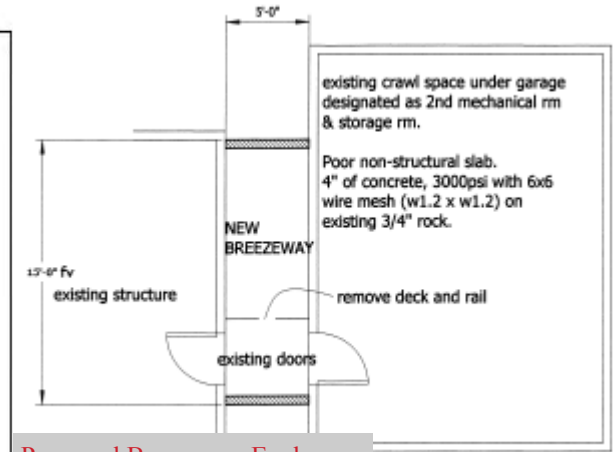 5'-0"
existing crawl space under garage
designated as 2nd mechanical rm
& storage rm.
Poor non-structural slab.
4" of concrete, 3000psi with 6x6
wire mesh (w1.2 x w1.2) on
existing 3/4" rock.
NEW
BREEZEWAY
fv
existing structure
remove deck and rail
existing doors